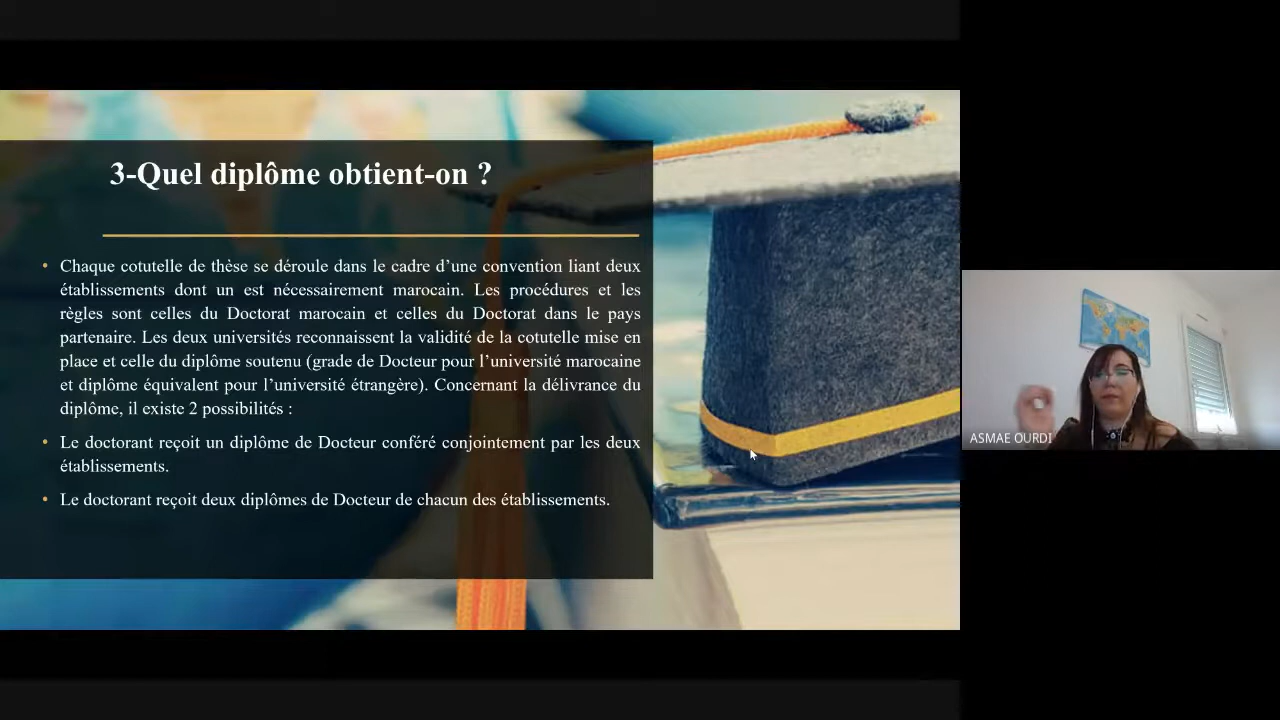 3-Quel diplôme obtient-on ?
• Chaque cotutelle de thèse se déroule dans le cadre d’une convention liant deux
établissements dont un est nécessairement marocain. Les procédures et les
règles sont celles du Doctorat marocain et celles du Doctorat dans le pays
partenaire. Les deux universités reconnaissent la validité de la cotutelle mise en
place et celle du diplôme soutenu (grade de Docteur pour l’université marocaine
et diplôme équivalent pour l’université étrangère). Concernant la délivrance du
diplôme, il existe 2 possibilités :
• Le doctorant reçoit un diplôme de Docteur conféré conjointement par les deux
établissements.
• Le doctorant reçoit deux diplômes de Docteur de chacun des établissements.
ASMAE OURDI